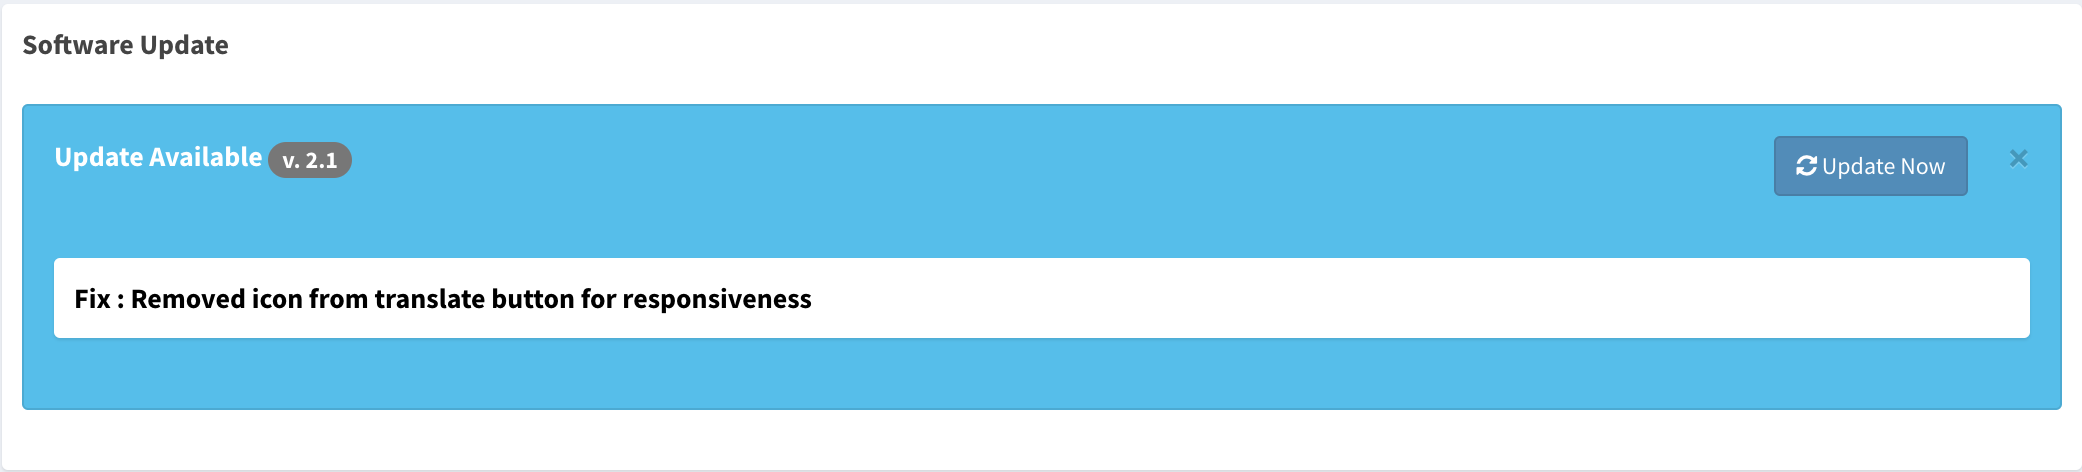 Software Update
Update Available v. 2.1
Update Now
Fix : Removed icon from translate button for responsiveness